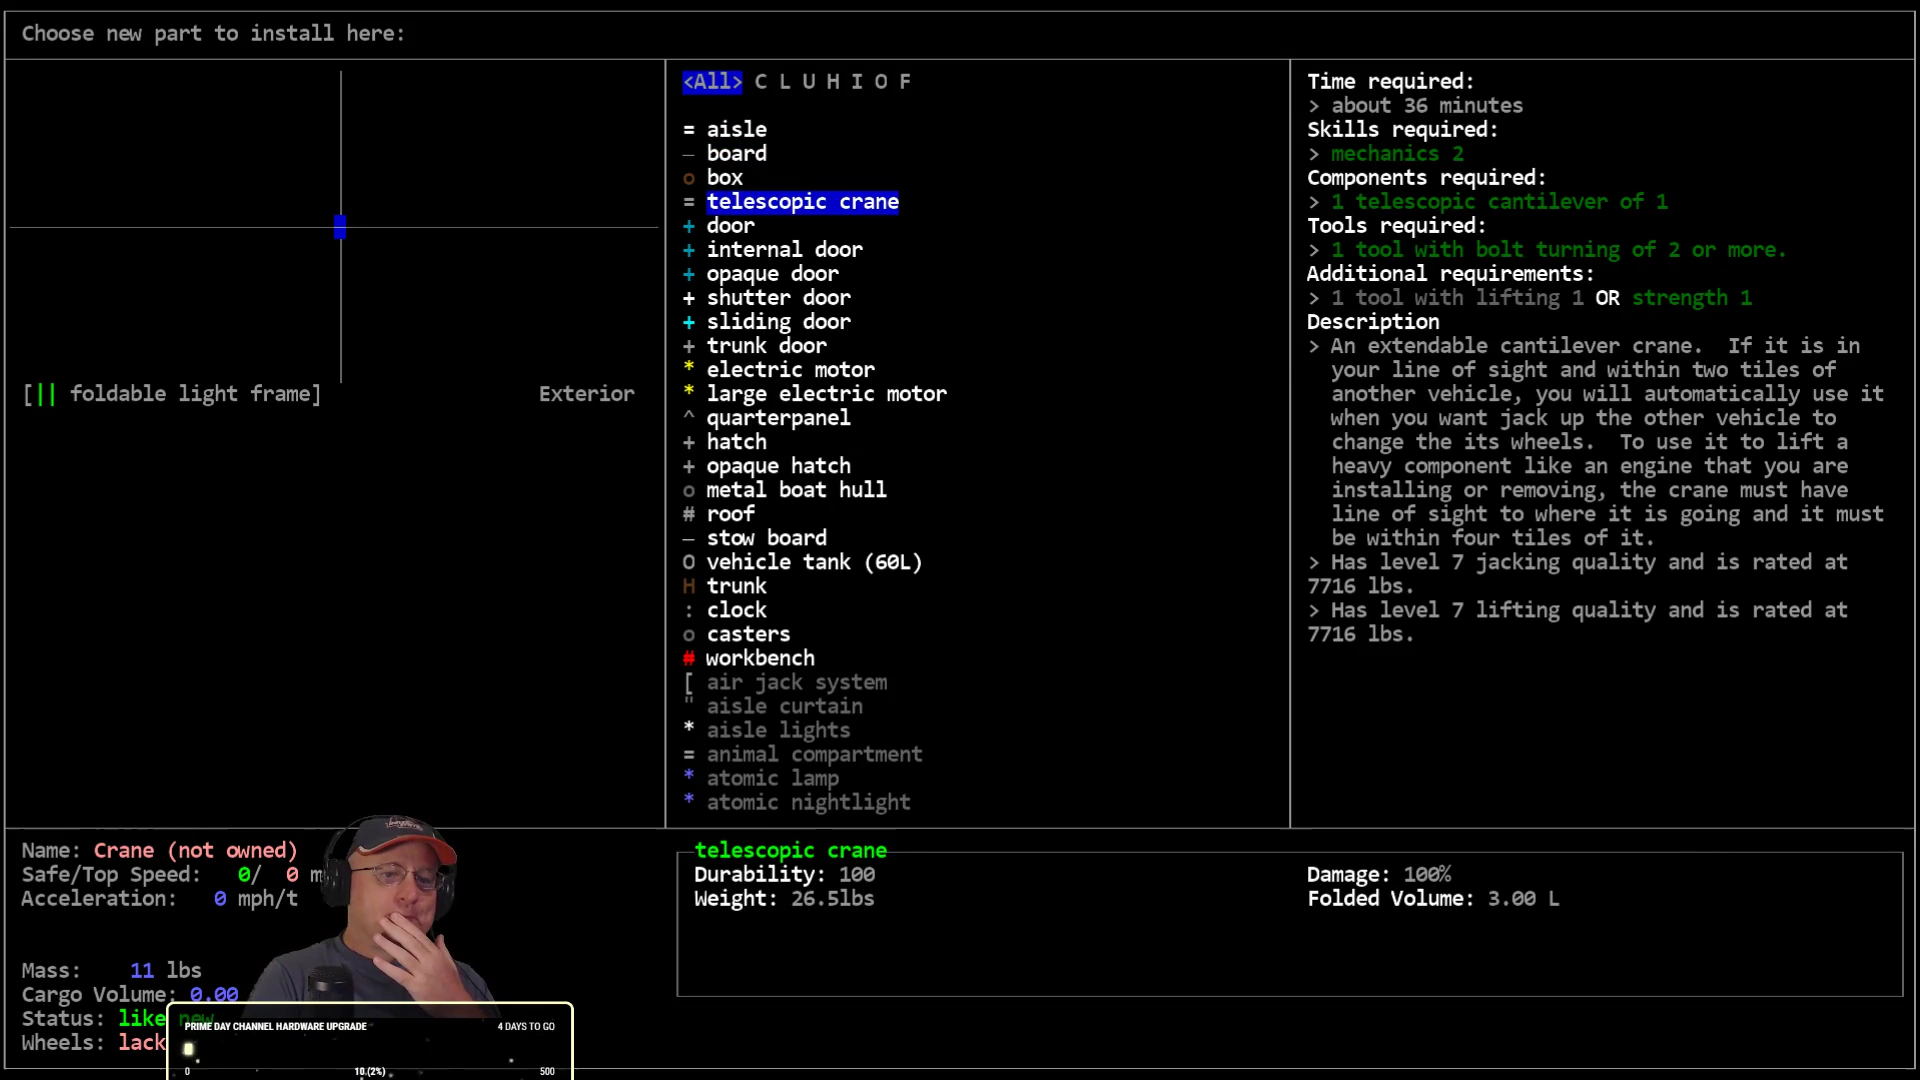 Choose new part to install here:
<All> C L U H I O F
= aisle
– board
o box
= telescopic crane
+ door
+ internal door
+ opaque door
+ shutter door
+ sliding door
+ trunk door
* electric motor
* large electric motor
^ quarterpanel
+ hatch
+ opaque hatch
o metal boat hull
# roof
– stow board
O vehicle tank (60L)
H trunk
: clock
o casters
# workbench
[ air jack system
" aisle curtain
* aisle lights
= animal compartment
* atomic lamp
* atomic nightlight
[|| foldable light frame] Exterior
Time required:
> about 36 minutes
Skills required:
> mechanics 2
Components required:
> 1 telescopic cantilever of 1
Tools required:
> 1 tool with bolt turning of 2 or more.
Additional requirements:
> 1 tool with lifting 1 OR strength 1
Description
> An extendable cantilever crane. If it is in
your line of sight and within two tiles of
another vehicle, you will automatically use it
when you want jack up the other vehicle to
change the its wheels. To use it to lift a
heavy component like an engine that you are
installing or removing, the crane must have
line of sight to where it is going and it must
be within four tiles of it.
> Has level 7 jacking quality and is rated at
7716 lbs.
> Has level 7 lifting quality and is rated at
7716 lbs.
Name: Crane (not owned)
Safe/Top Speed: 0/ 0 m
Acceleration: 0 mph/t
Mass: 11 lbs
Cargo Volume: 0.00
Status: like new
Wheels: lack
telescopic crane
Durability: 100
Weight: 26.5lbs
Damage: 100%
Folded Volume: 3.00 L
PRIME DAY CHANNEL HARDWARE UPGRADE 4 DAYS TO GO
0 10 (2%) 500